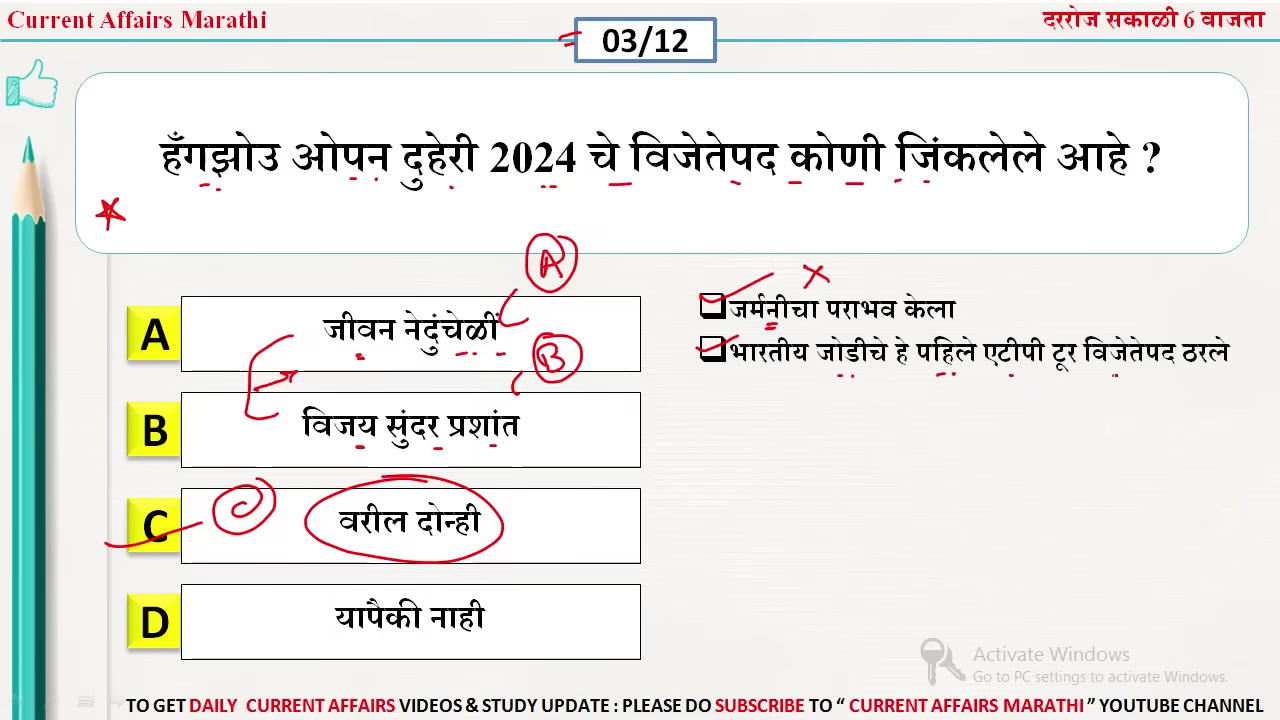 Current Affairs Marathi
दररोज सकाळी 6 वाजता
03/12
हँगझोउ ओपन दुहेरी 2024 चे विजेतेपद कोणी जिंकलेले आहे ?
A
जीवन नेदुंचेळीं
A
B
विजय सुंदर प्रशांत
B
C
वरील दोन्ही
C
D
यापैकी नाही
जर्मनीचा पराभव केला
भारतीय जोडीचे हे पहिले एटीपी टूर विजेतेपद ठरले
Activate Windows
Go to PC settings to activate Windows.
TO GET DAILY CURRENT AFFAIRS VIDEOS & STUDY UPDATE : PLEASE DO SUBSCRIBE TO “ CURRENT AFFAIRS MARATHI ” YOUTUBE CHANNEL